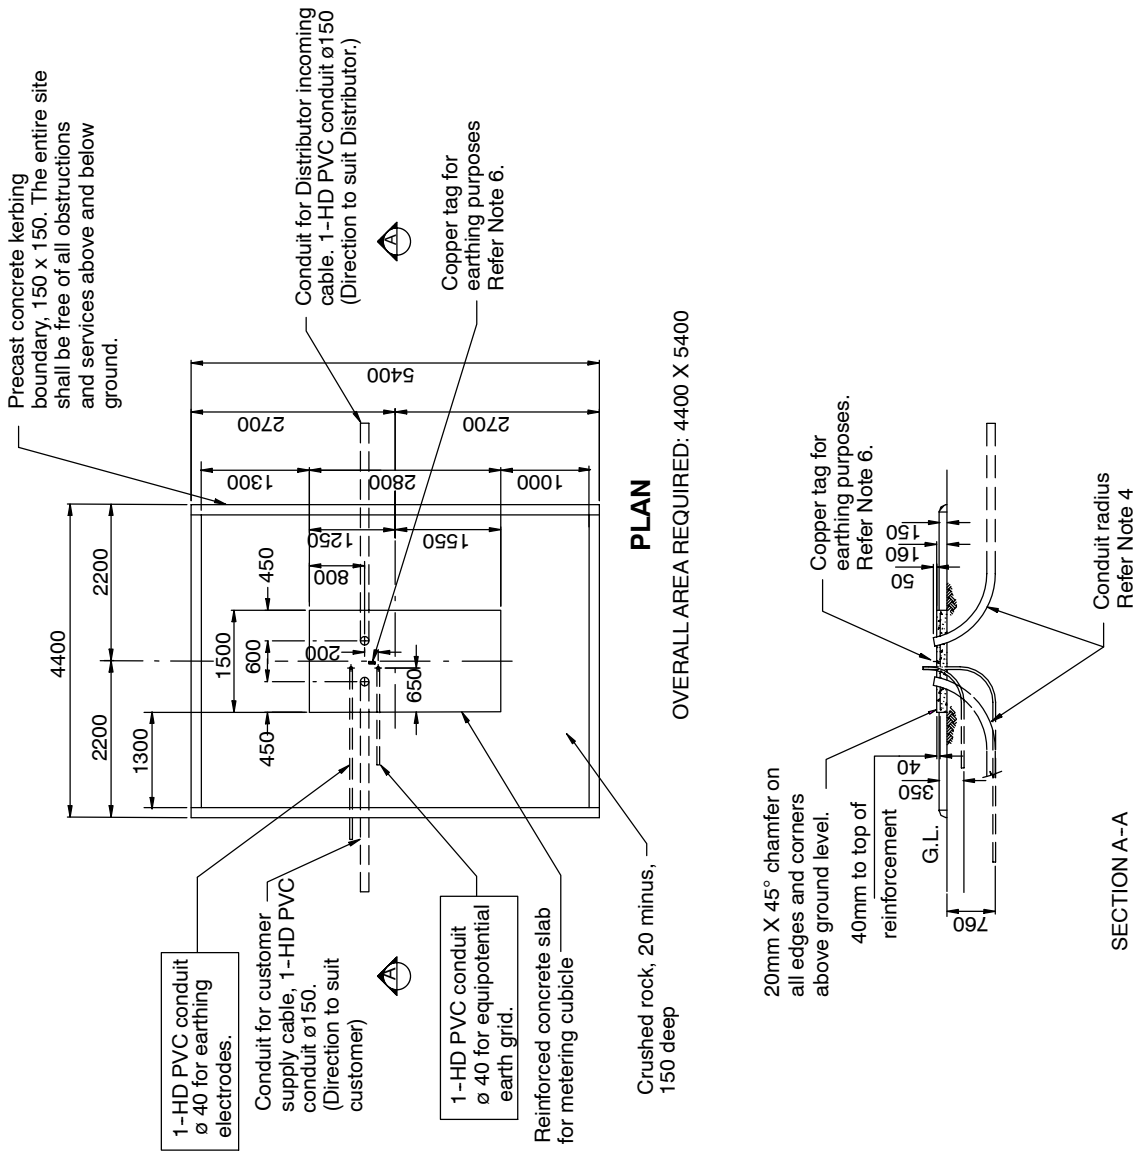 Precast concrete kerbing
boundary, 150 x 150. The entire site
shall be free of all obstructions
and services above and below
ground.
4400
2200
2200
1300
450
1500
600
450
200
650
800
1250
1550
1300
2800
1000
2700
2700
5400
Conduit for Distributor incoming
cable. 1-HD PVC conduit ø150
(Direction to suit Distributor.)
A
Copper tag for
earthing purposes
Refer Note 6.
1-HD PVC conduit
ø 40 for earthing
electrodes.
Conduit for customer
supply cable, 1-HD PVC
conduit ø150.
(Direction to suit
customer)
A
1-HD PVC conduit
ø 40 for equipotential
earth grid.
Reinforced concrete slab
for metering cubicle
Crushed rock, 20 minus,
150 deep
PLAN
OVERALL AREA REQUIRED: 4400 X 5400
20mm X 45° chamfer on
all edges and corners
above ground level.
40mm to top of
reinforcement
G.L.
760
350
40
50
160
150
Copper tag for
earthing purposes.
Refer Note 6.
Conduit radius
Refer Note 4
SECTION A-A